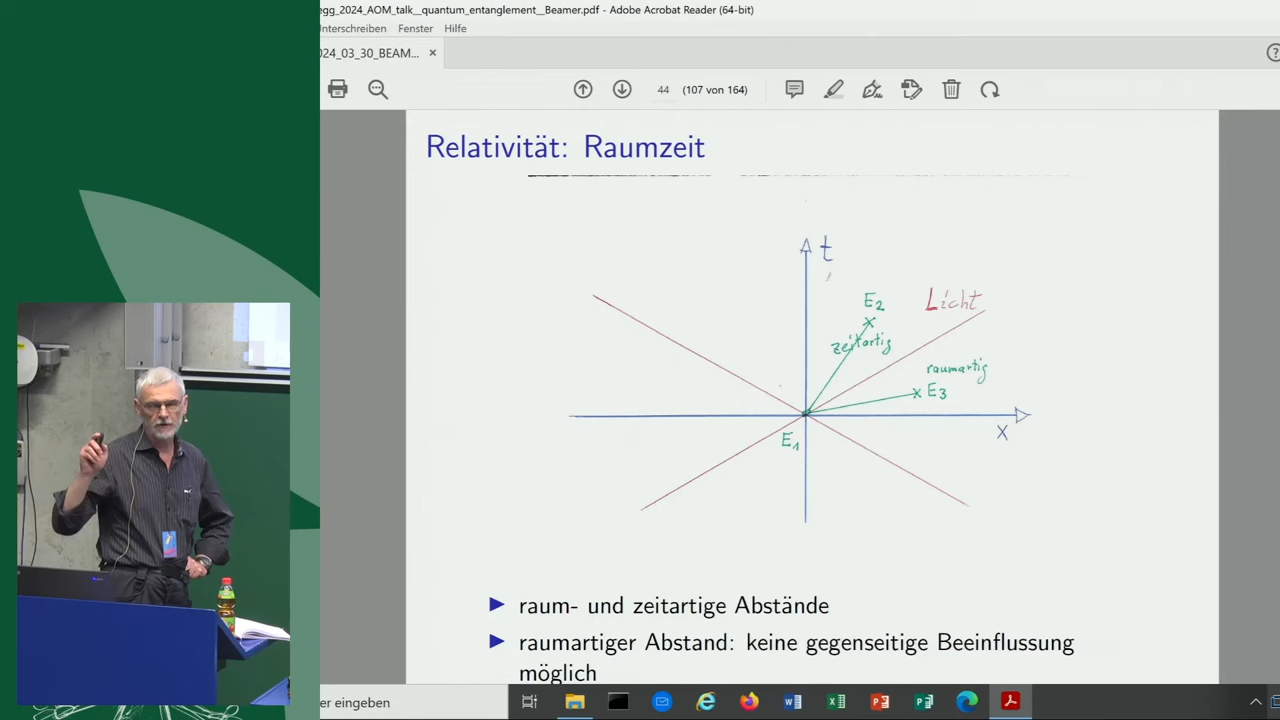 egg_2024_AOM_talk__quantum_entanglement__Beamer.pdf - Adobe Acrobat Reader (64-bit)
Unterschreiben Fenster Hilfe
024_03_30_BEAM... ×
44 (107 von 164)
Relativität: Raumzeit
t
E2
Licht
zeitartig
raumartig
E3
E1
x
▶ raum- und zeitartige Abstände
▶ raumartiger Abstand: keine gegenseitige Beeinflussung
möglich
er eingeben